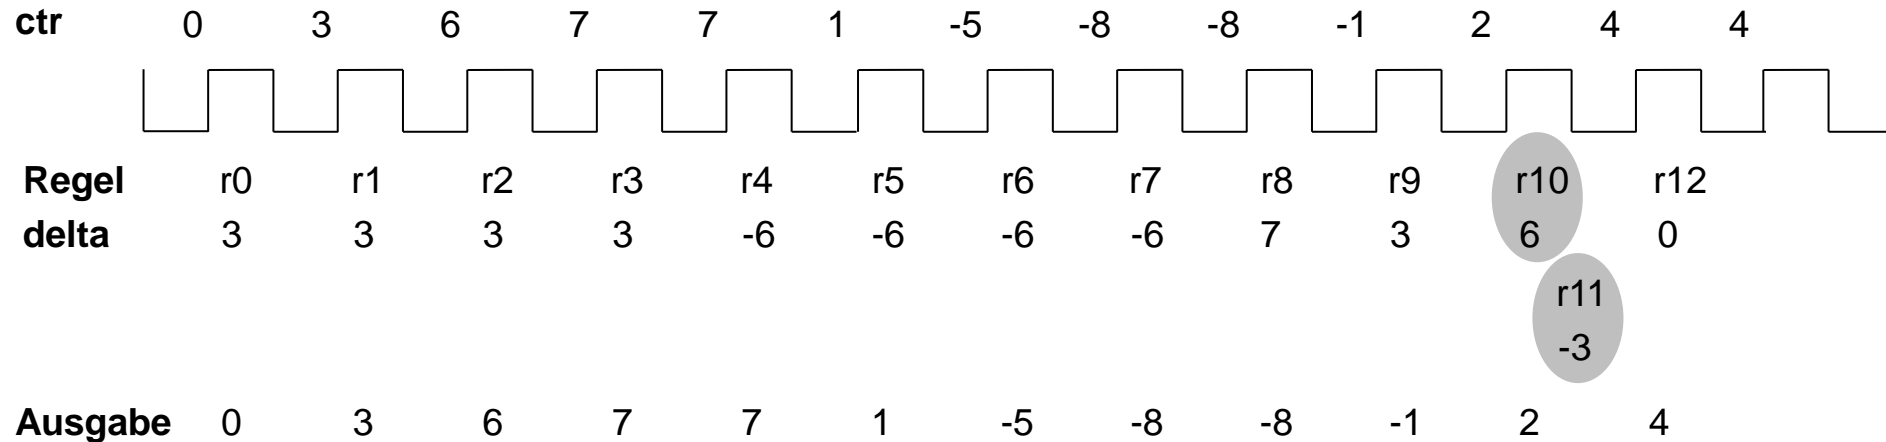 ctr 0 3 6 7 7 1 -5 -8 -8 -1 2 4 4
Regel r0 r1 r2 r3 r4 r5 r6 r7 r8 r9 r10 r12
delta 3 3 3 3 -6 -6 -6 -6 7 3 6 0
r11
-3
Ausgabe 0 3 6 7 7 1 -5 -8 -8 -1 2 4